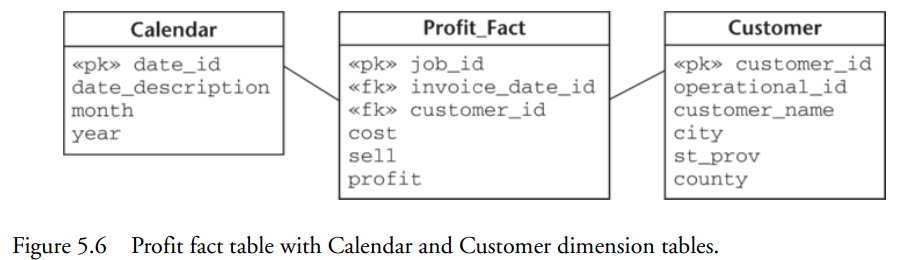 Calendar
«pk» date_id
date_description
month
year
Profit_Fact
«pk» job_id
«fk» invoice_date_id
«fk» customer_id
cost
sell
profit
Customer
«pk» customer_id
operational_id
customer_name
city
st_prov
county
Figure 5.6 Profit fact table with Calendar and Customer dimension tables.